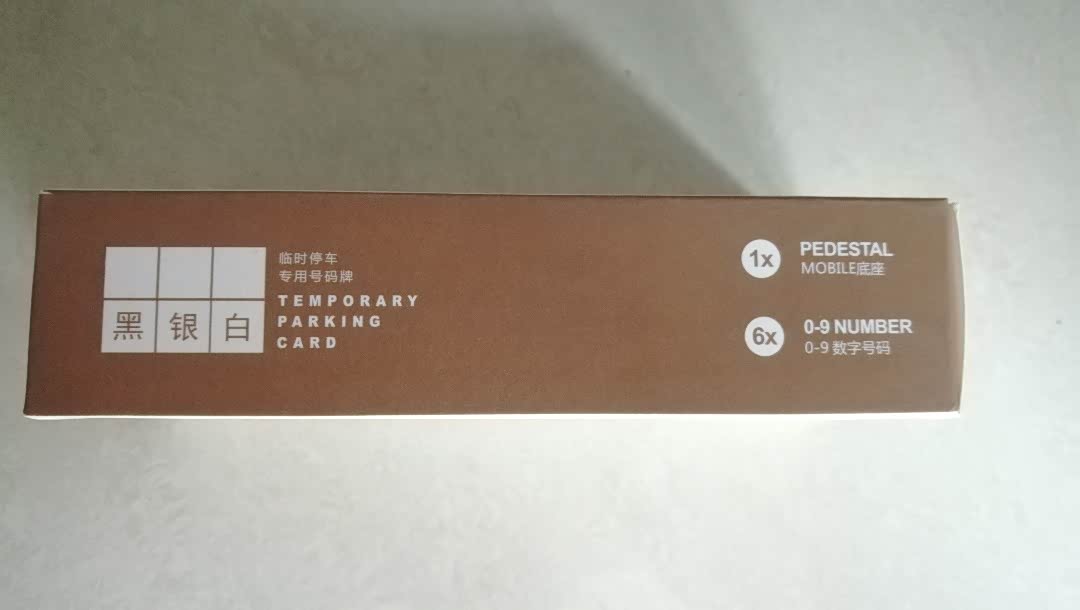 黑 银 白
临时停车
专用号码牌
TEMPORARY
PARKING
CARD
1x
PEDESTAL
MOBILE底座
6x
0-9 NUMBER
0-9 数字号码